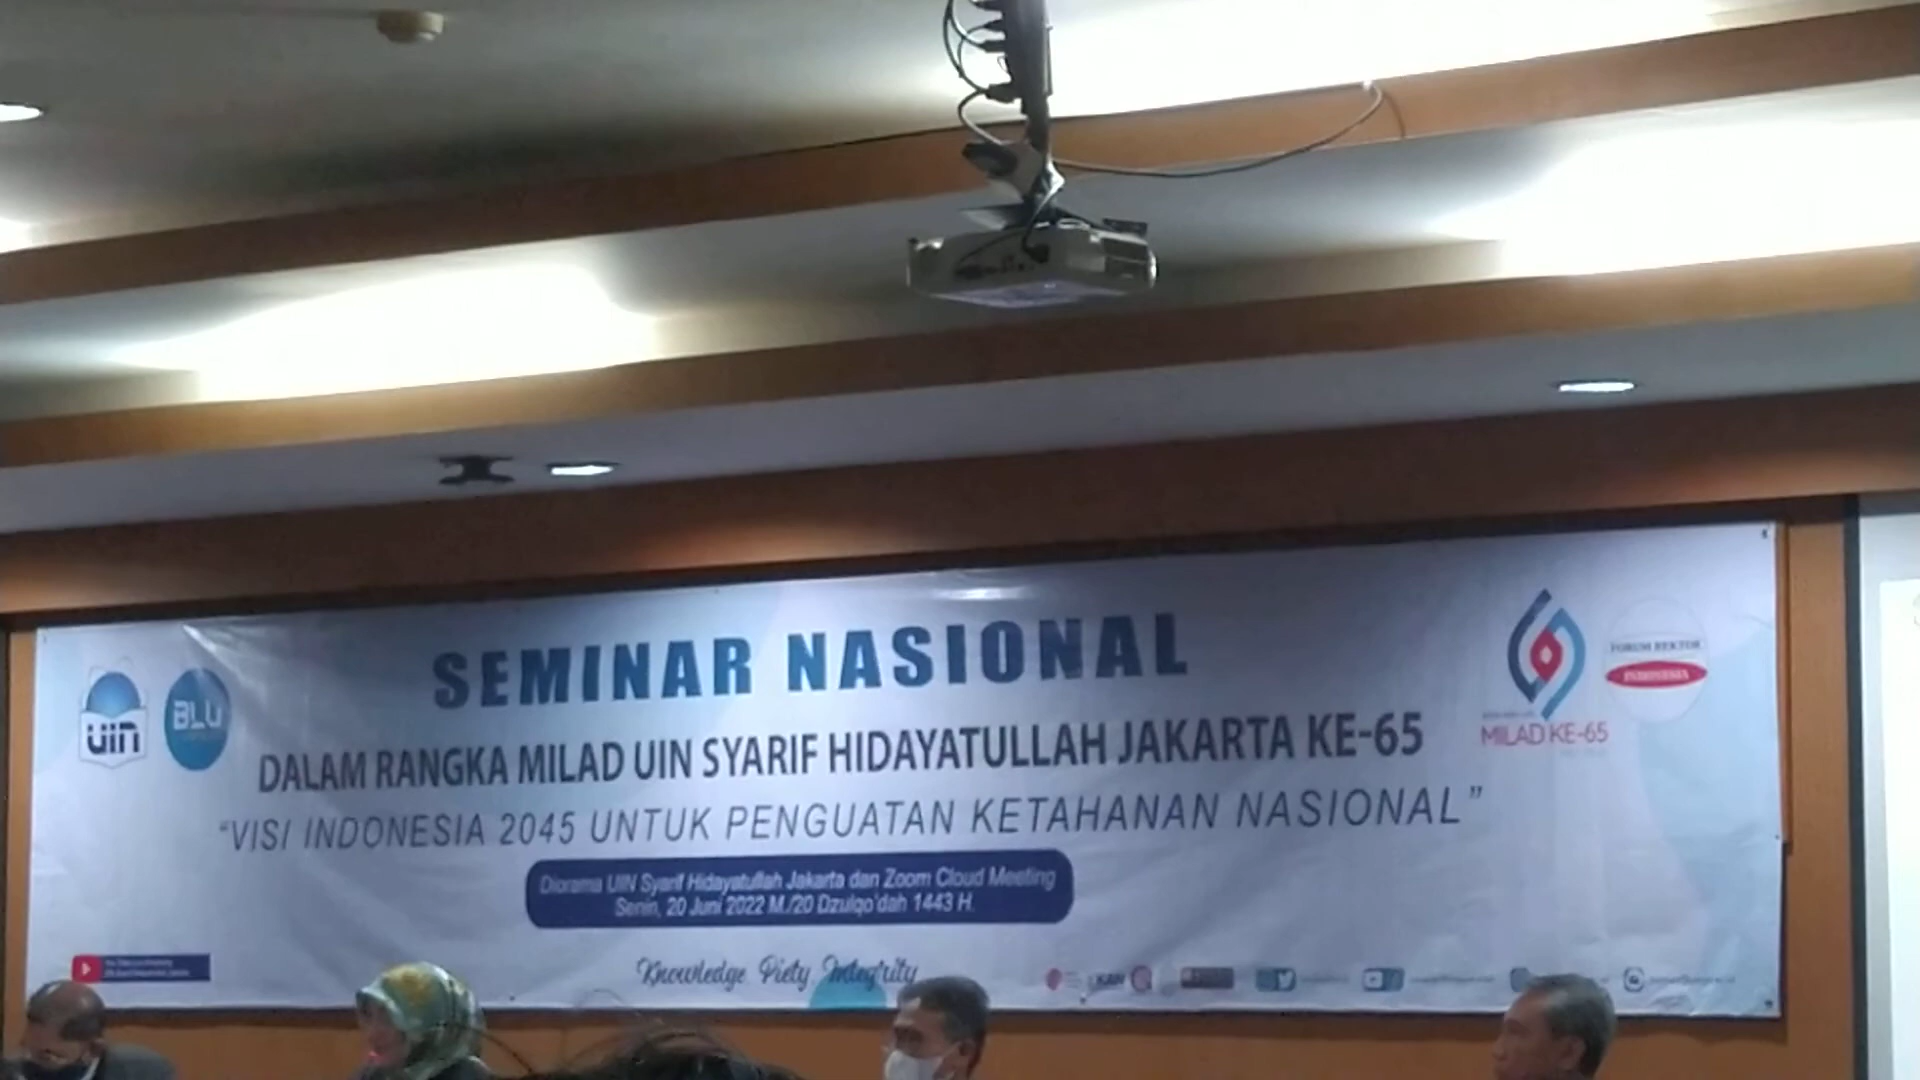 SEMINAR NASIONAL
DALAM RANGKA MILAD UIN SYARIF HIDAYATULLAH JAKARTA KE-65
"VISI INDONESIA 2045 UNTUK PENGUATAN KETAHANAN NASIONAL"
Diorama UIN Syarif Hidayatullah Jakarta dan Zoom Cloud Meeting
Senin, 20 Juni 2022 M./20 Dzulqo'dah 1443 H.
UIN
BLU
MILAD KE-65
FORUM REKTOR
INDONESIA
Knowledge Piety Integrity
KAN